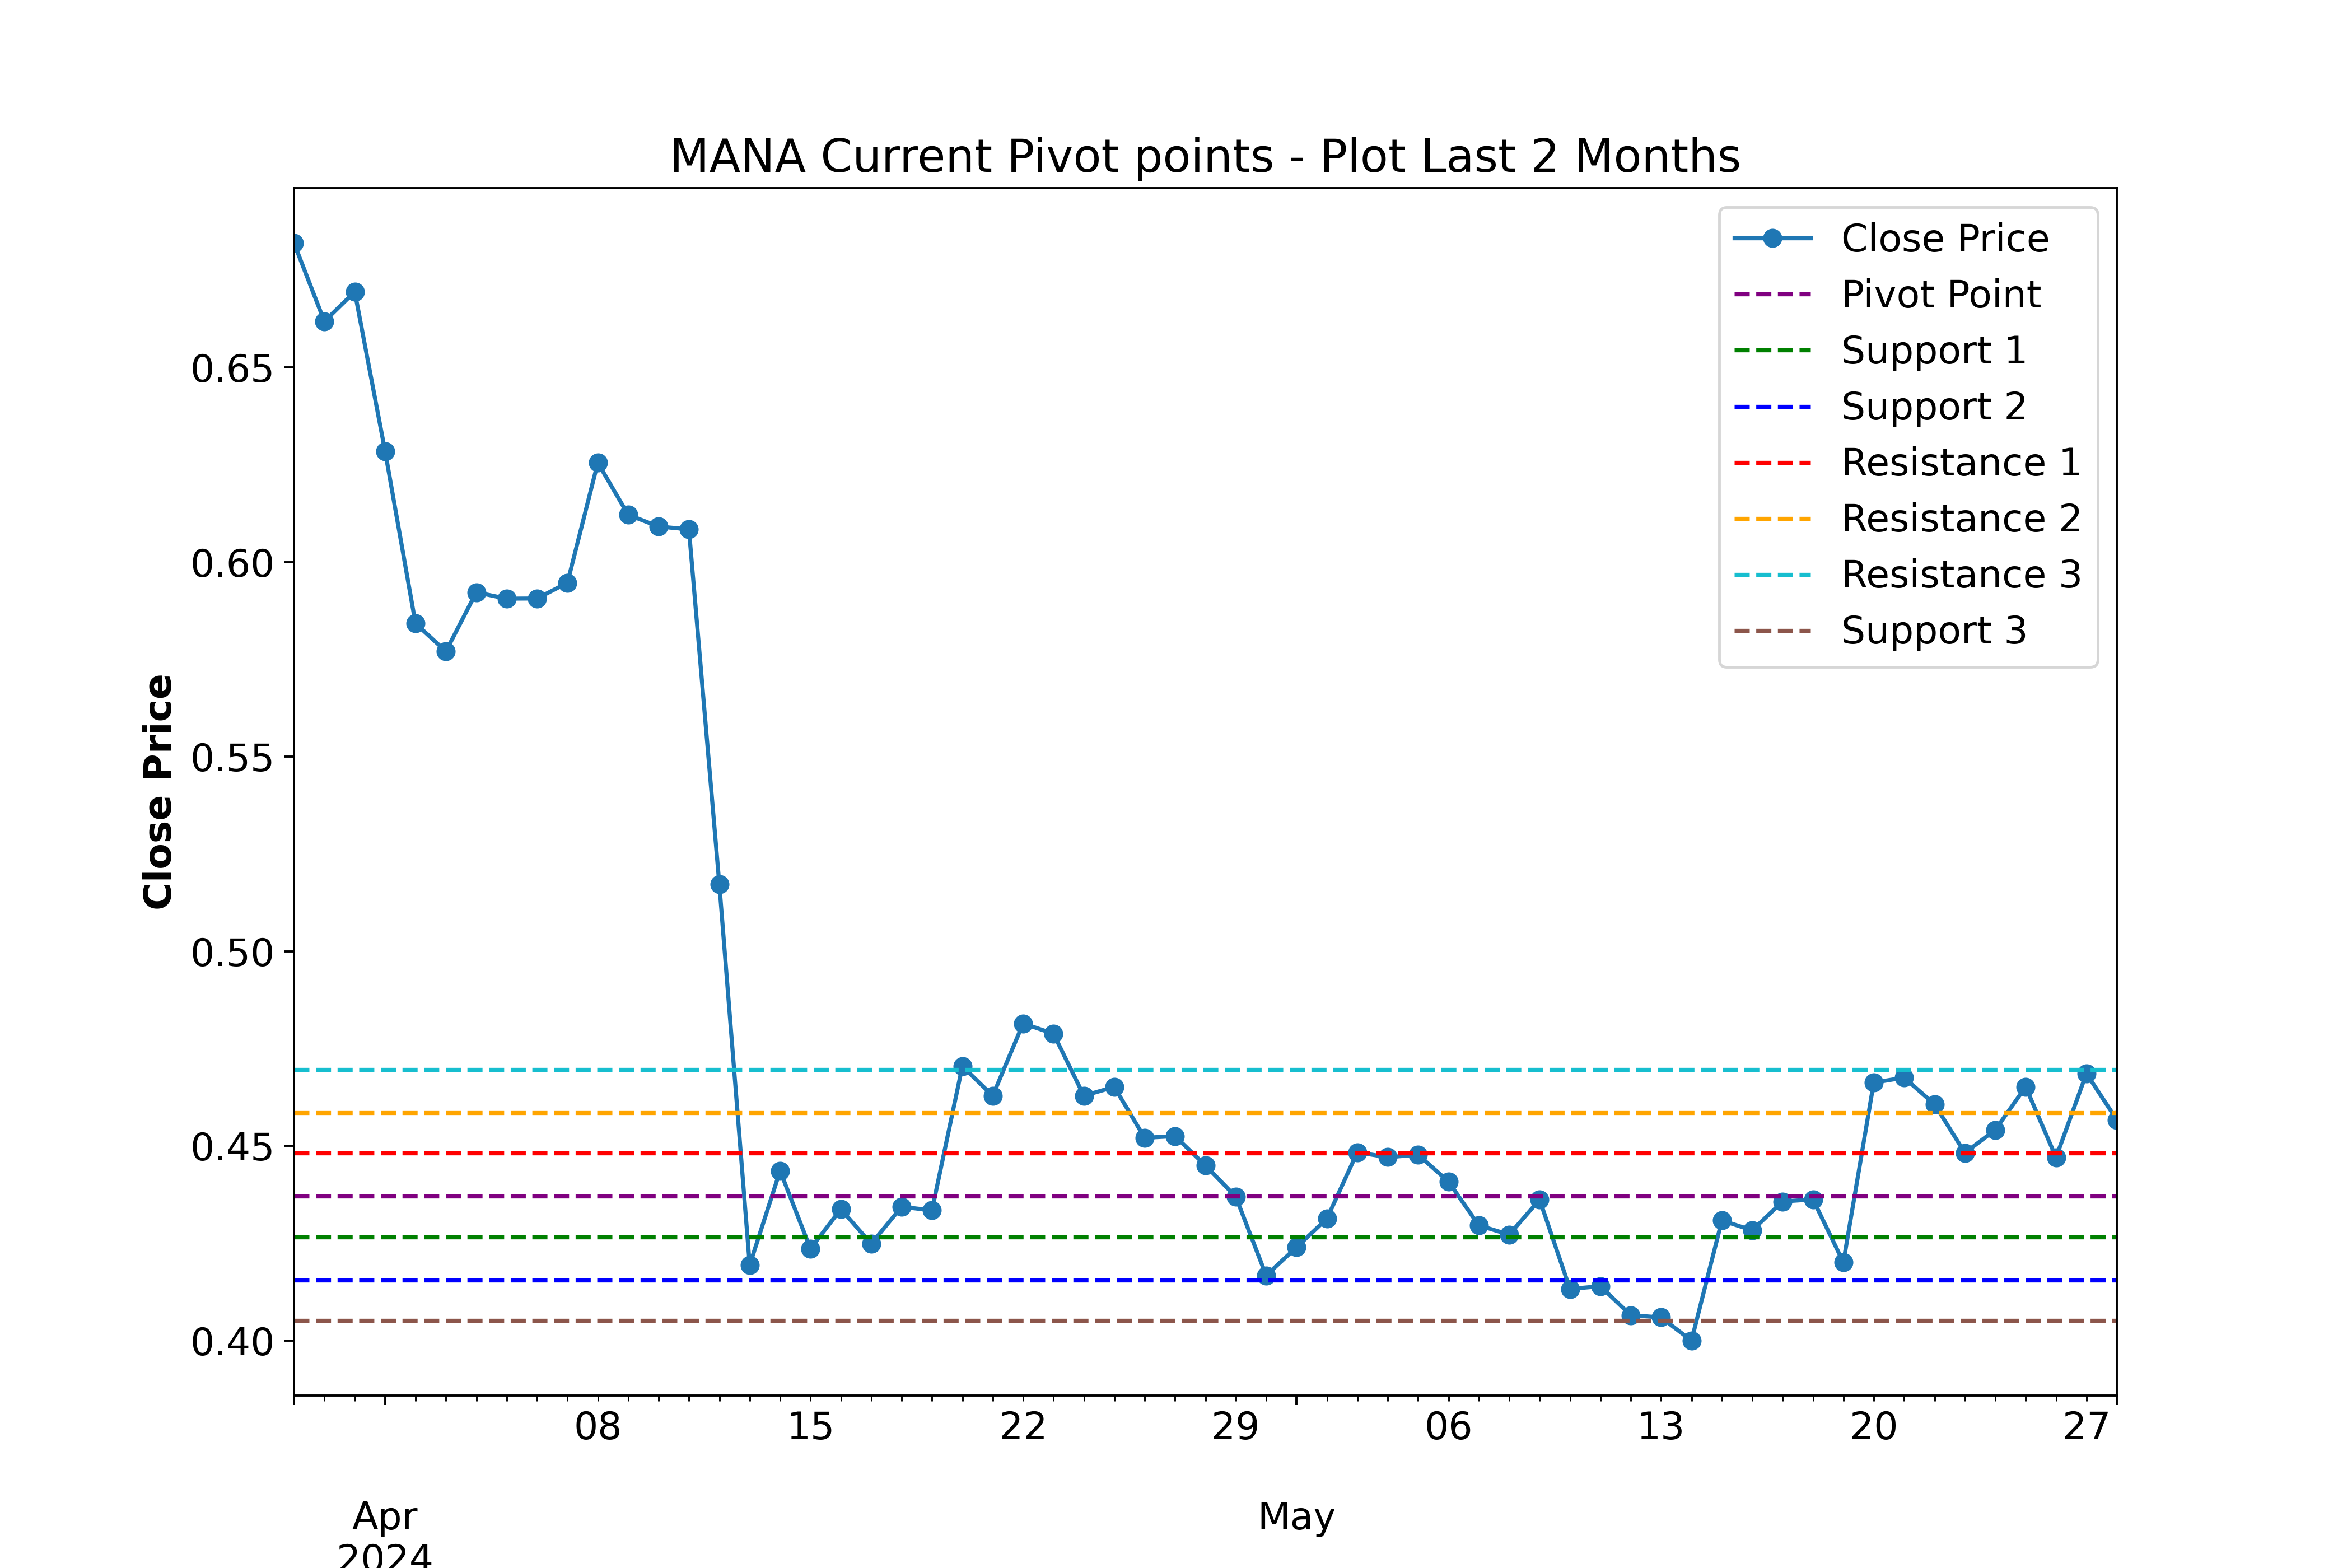 MANA Current Pivot points - Plot Last 2 Months
Close Price
Pivot Point
Support 1
Support 2
Resistance 1
Resistance 2
Resistance 3
Support 3
Close Price
0.65
0.60
0.55
0.50
0.45
0.40
08 15 22 29 06 13 20 27
Apr May
2024